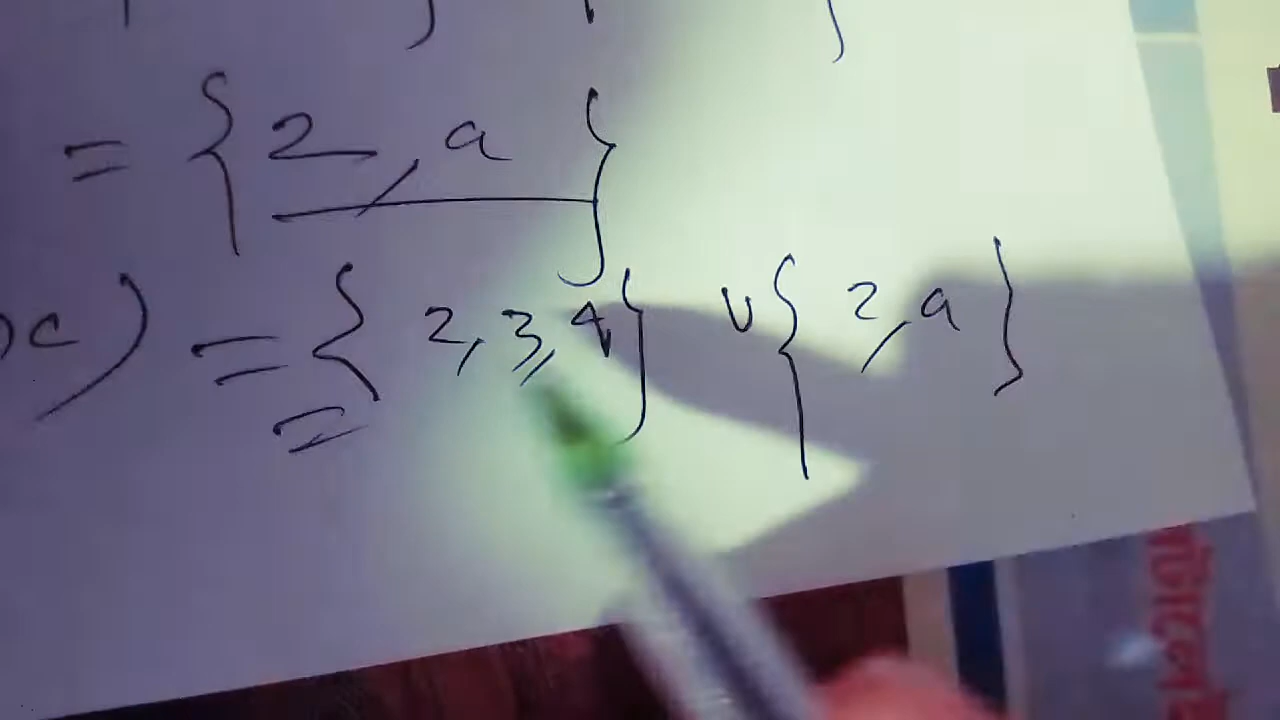 = {2, a}
c) = {2, 3, 4} ∪ {2, a}
=